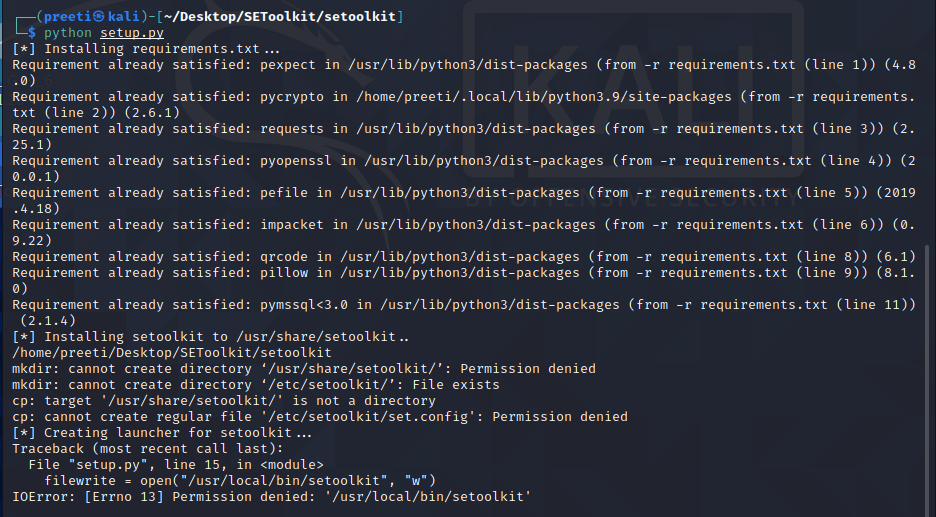 ┌──(preeti㉿kali)-[~/Desktop/SEToolkit/setoolkit]
└─$ python setup.py
[*] Installing requirements.txt...
Requirement already satisfied: pexpect in /usr/lib/python3/dist-packages (from -r requirements.txt (line 1)) (4.8
.0)
Requirement already satisfied: pycrypto in /home/preeti/.local/lib/python3.9/site-packages (from -r requirements.
txt (line 2)) (2.6.1)
Requirement already satisfied: requests in /usr/lib/python3/dist-packages (from -r requirements.txt (line 3)) (2.
25.1)
Requirement already satisfied: pyopenssl in /usr/lib/python3/dist-packages (from -r requirements.txt (line 4)) (2
0.0.1)
Requirement already satisfied: pefile in /usr/lib/python3/dist-packages (from -r requirements.txt (line 5)) (2019
.4.18)
Requirement already satisfied: impacket in /usr/lib/python3/dist-packages (from -r requirements.txt (line 6)) (0.
9.22)
Requirement already satisfied: qrcode in /usr/lib/python3/dist-packages (from -r requirements.txt (line 8)) (6.1)
Requirement already satisfied: pillow in /usr/lib/python3/dist-packages (from -r requirements.txt (line 9)) (8.1.
0)
Requirement already satisfied: pymssql<3.0 in /usr/lib/python3/dist-packages (from -r requirements.txt (line 11))
 (2.1.4)
[*] Installing setoolkit to /usr/share/setoolkit..
/home/preeti/Desktop/SEToolkit/setoolkit
mkdir: cannot create directory ‘/usr/share/setoolkit/’: Permission denied
mkdir: cannot create directory ‘/etc/setoolkit/’: File exists
cp: target '/usr/share/setoolkit/' is not a directory
cp: cannot create regular file '/etc/setoolkit/set.config': Permission denied
[*] Creating launcher for setoolkit...
Traceback (most recent call last):
  File "setup.py", line 15, in <module>
    filewrite = open("/usr/local/bin/setoolkit", "w")
IOError: [Errno 13] Permission denied: '/usr/local/bin/setoolkit'
KALI
BY OFFENSIVE SECURITY